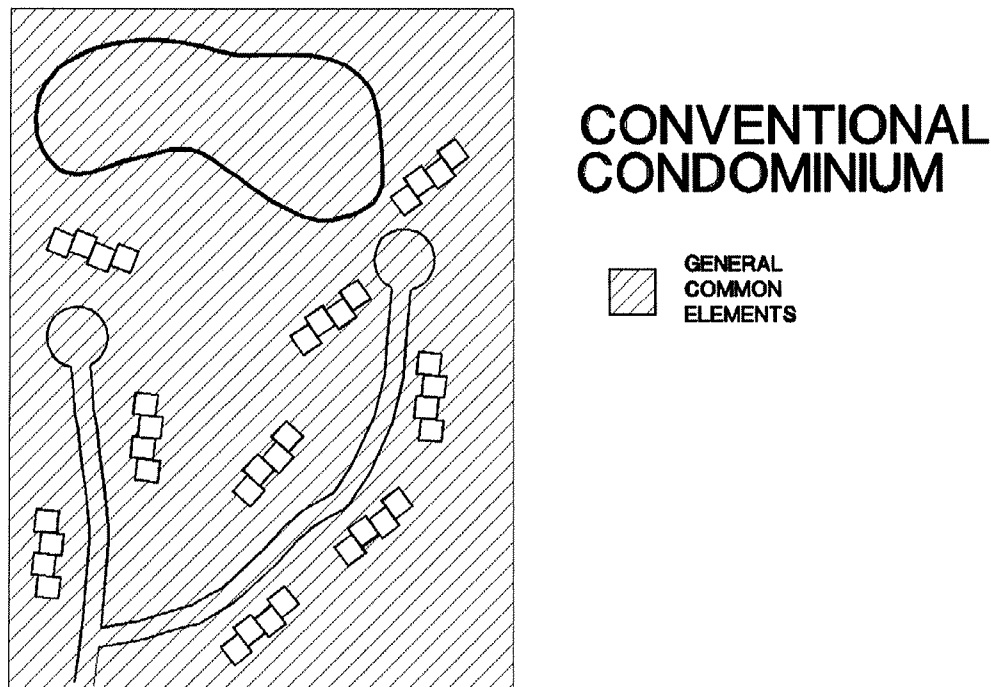 CONVENTIONAL
CONDOMINIUM
GENERAL
COMMON
ELEMENTS